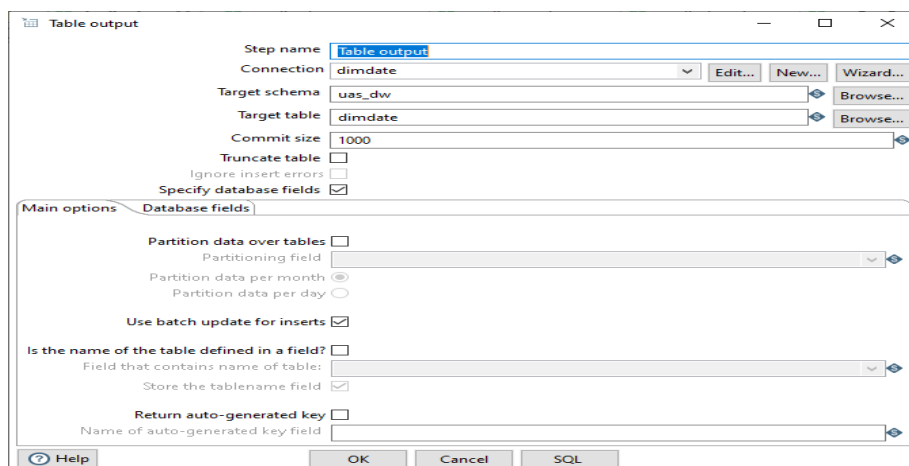 Table output
Step name Table output
Connection dimdate Edit... New... Wizard...
Target schema uas_dw Browse...
Target table dimdate Browse...
Commit size 1000
Truncate table
Ignore insert errors
Specify database fields
Main options Database fields
Partition data over tables
Partitioning field
Partition data per month
Partition data per day
Use batch update for inserts
Is the name of the table defined in a field?
Field that contains name of table:
Store the tablename field
Return auto-generated key
Name of auto-generated key field
Help OK Cancel SQL